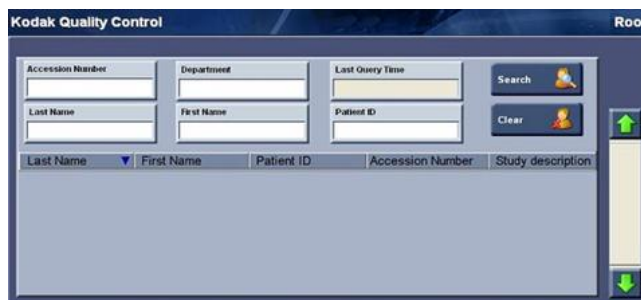 Kodak Quality Control Roo
Accession Number Department Last Query Time Search
Last Name First Name Patient ID Clear
Last Name First Name Patient ID Accession Number Study description